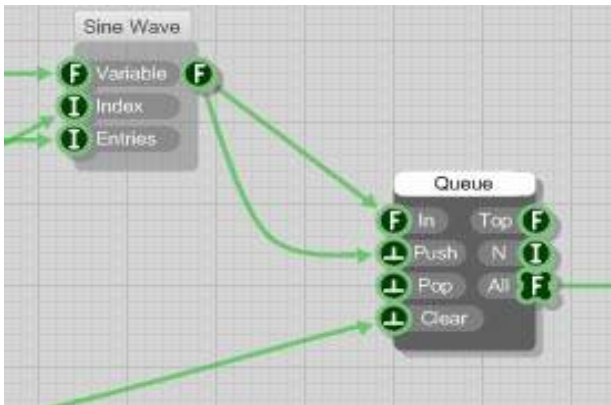 Sine Wave
F Variable F
I Index
I Entries
Queue
F In Top F
Push N I
Pop All F
Clear